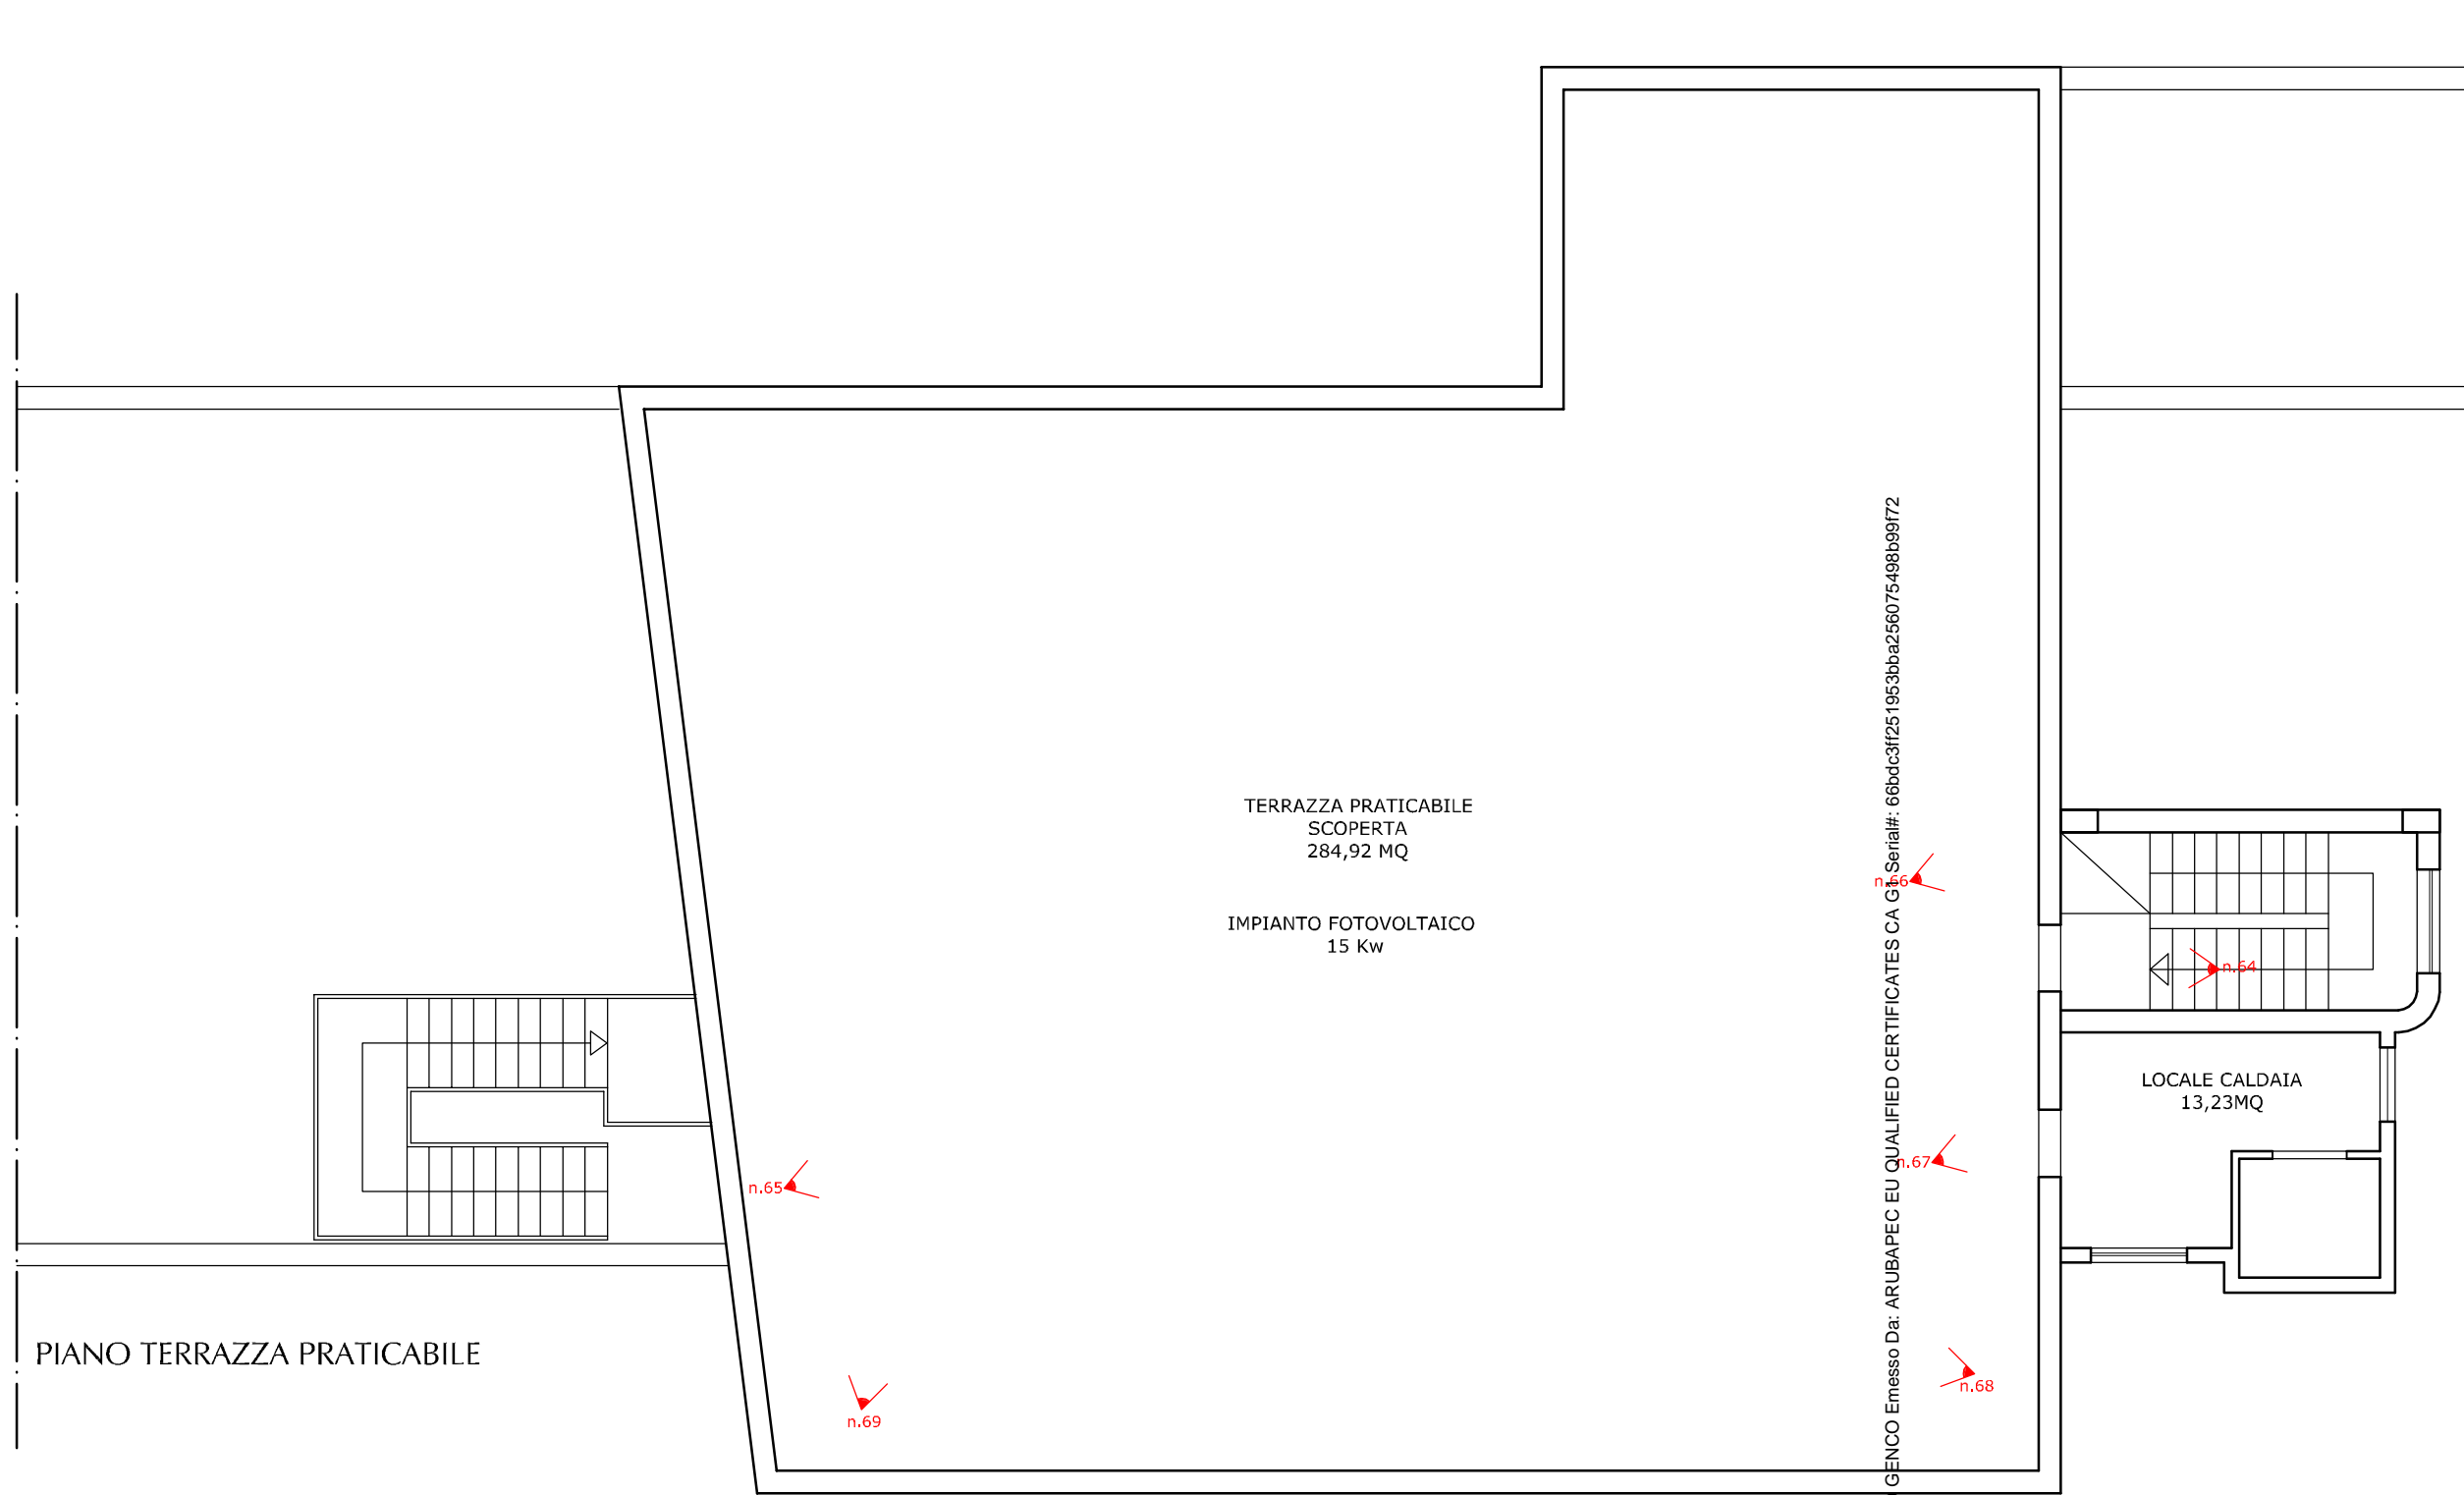 TERRAZZA PRATICABILE
SCOPERTA
284,92 MQ
IMPIANTO FOTOVOLTAICO
15 Kw
n.66
n.64
LOCALE CALDAIA
13,23MQ
n.67
n.65
n.68
n.69
PIANO TERRAZZA PRATICABILE
GENCO Emesso Da: ARUBAPEC EU QUALIFIED CERTIFICATES CA G1 Serial#: 66bdc3ff251953bba256075498b99f72